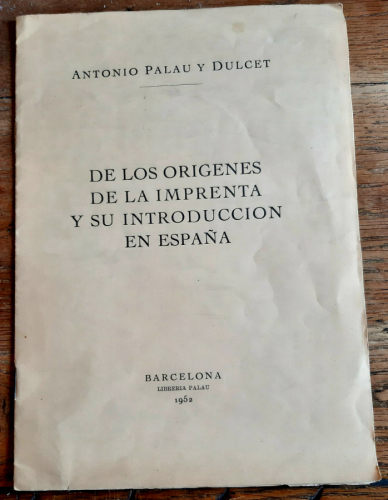 ANTONIO PALAU Y DULCET
DE LOS ORIGENES
DE LA IMPRENTA
Y SU INTRODUCCION
EN ESPAÑA
BARCELONA
LIBRERIA PALAU
1952